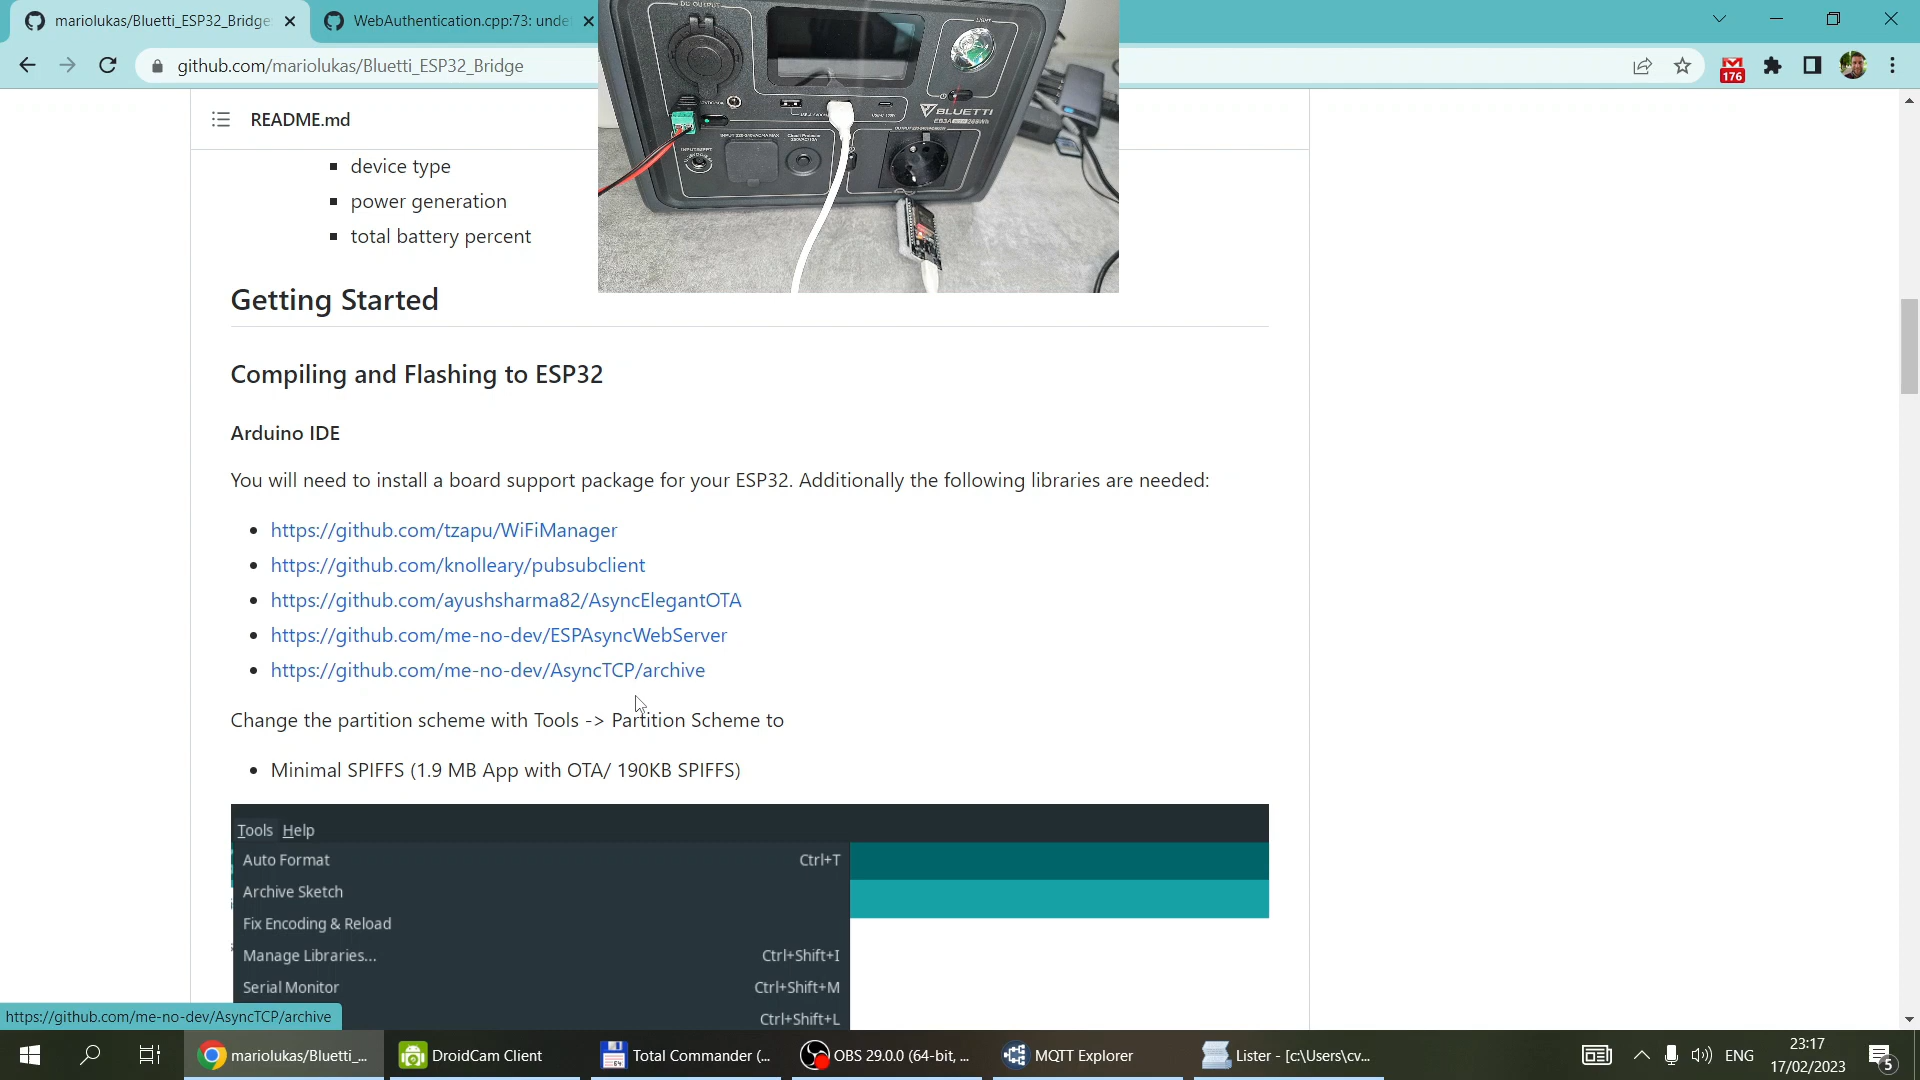 mariolukas/Bluetti_ESP32_Bridge
WebAuthentication.cpp:73: unde
github.com/mariolukas/Bluetti_ESP32_Bridge
176
README.md
device type
power generation
total battery percent
DC OUTPUT
LIGHT
BLUETTI
EB3A
Getting Started
Compiling and Flashing to ESP32
Arduino IDE
You will need to install a board support package for your ESP32. Additionally the following libraries are needed:
https://github.com/tzapu/WiFiManager
https://github.com/knolleary/pubsubclient
https://github.com/ayushsharma82/AsyncElegantOTA
https://github.com/me-no-dev/ESPAsyncWebServer
https://github.com/me-no-dev/AsyncTCP/archive
Change the partition scheme with Tools -> Partition Scheme to
Minimal SPIFFS (1.9 MB App with OTA/ 190KB SPIFFS)
Tools Help
Auto Format Ctrl+T
Archive Sketch
Fix Encoding & Reload
Manage Libraries... Ctrl+Shift+I
Serial Monitor Ctrl+Shift+M
Ctrl+Shift+L
https://github.com/me-no-dev/AsyncTCP/archive
mariolukas/Bluetti_...
DroidCam Client
Total Commander (...
OBS 29.0.0 (64-bit, ...
MQTT Explorer
Lister - [c:\Users\cv...
ENG
23:17
17/02/2023
5